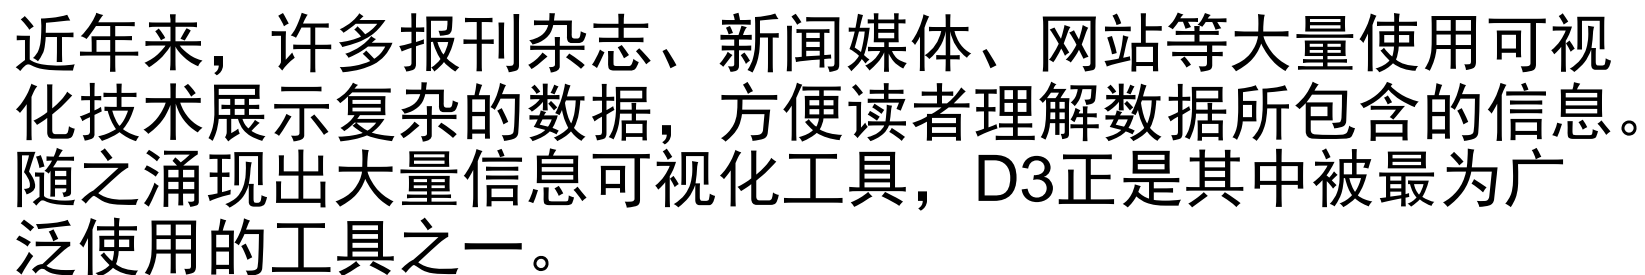 近年来，许多报刊杂志、新闻媒体、网站等大量使用可视
化技术展示复杂的数据，方便读者理解数据所包含的信息。
随之涌现出大量信息可视化工具，D3正是其中被最为广
泛使用的工具之一。